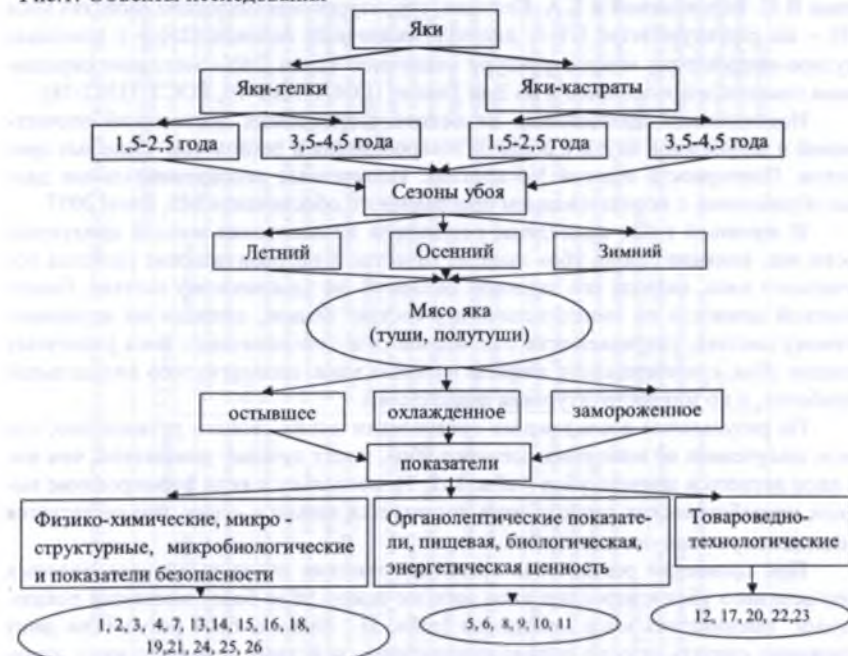 Яки
Яки-телки
Яки-кастраты
1,5-2,5 года
3,5-4,5 года
1,5-2,5 года
3,5-4,5 года
Сезоны убоя
Летний
Осенний
Зимний
Мясо яка
(туши, полутуши)
остывшее
охлажденное
замороженное
показатели
Физико-химические, микро -
структурные, микробнологические
и показатели безопасности
Органолептические показате-
ли, пищевая, биологическая,
энергетическая ценность
Товароведно-
технологические
1, 2, 3, 4, 7, 13,14, 15, 16, 18,
19,21, 24, 25, 26
5, 6, 8, 9, 10, 11
12, 17, 20, 22,23